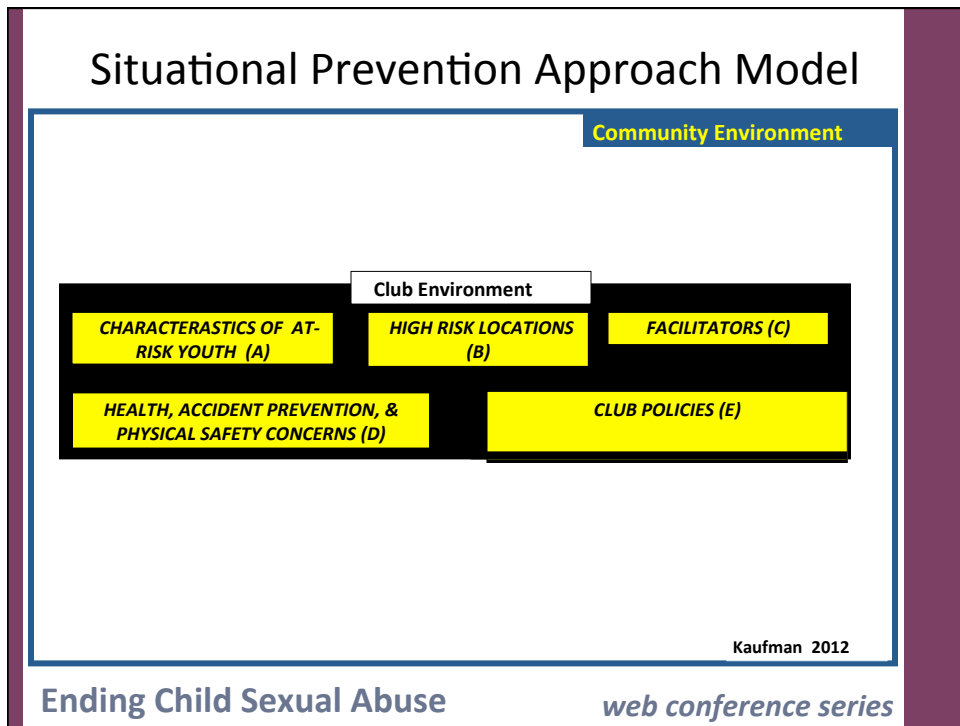 Situational Prevention Approach Model
Community Environment
Club Environment
CHARACTERASTICS OF AT-
RISK YOUTH (A)
HIGH RISK LOCATIONS
(B)
FACILITATORS (C)
HEALTH, ACCIDENT PREVENTION, &
PHYSICAL SAFETY CONCERNS (D)
CLUB POLICIES (E)
Kaufman 2012
Ending Child Sexual Abuse
web conference series